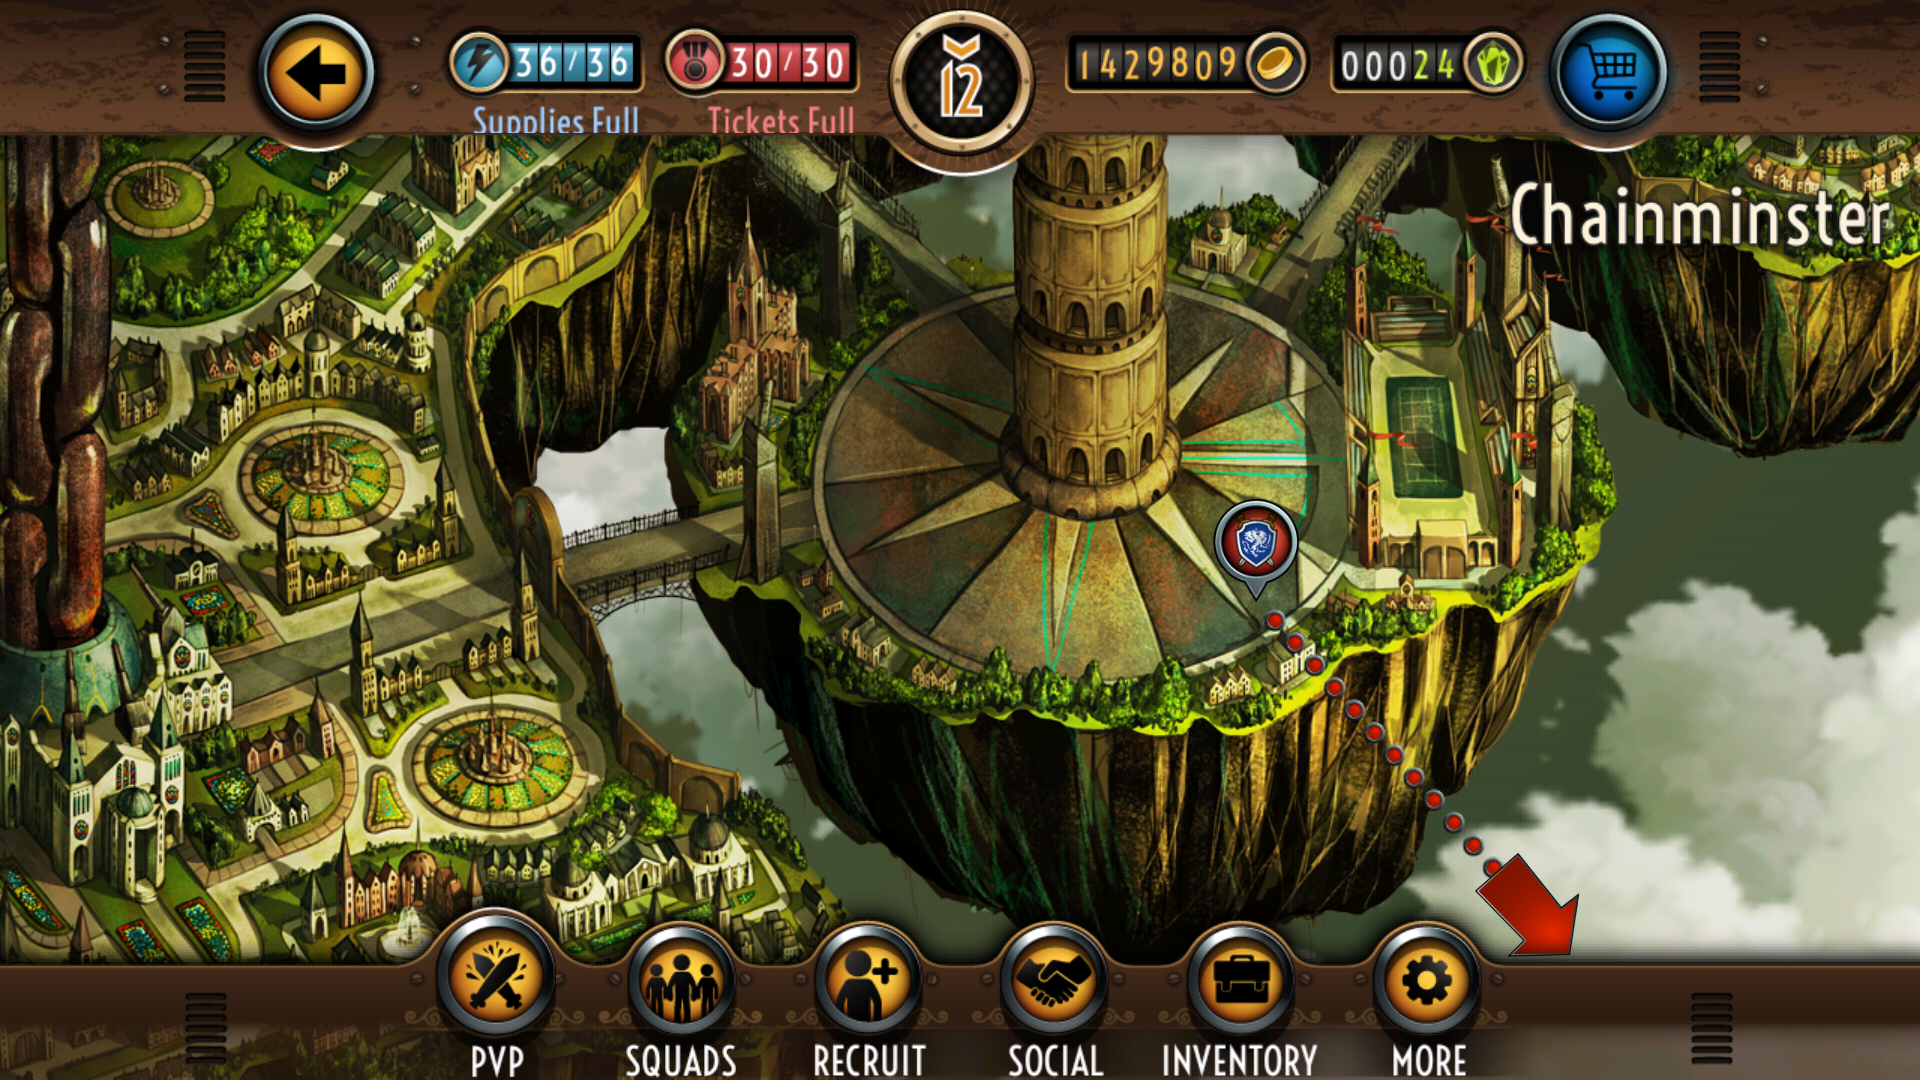 36/36
30/30
12
1429809
00024
Supplies Full
Tickets Full
Chainminster
PVP
SQUADS
RECRUIT
SOCIAL
INVENTORY
MORE